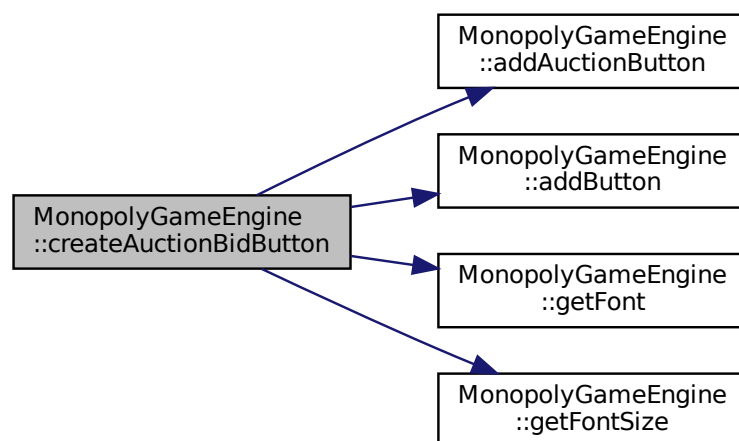 MonopolyGameEngine
::createAuctionBidButton
MonopolyGameEngine
::addAuctionButton
MonopolyGameEngine
::addButton
MonopolyGameEngine
::getFont
MonopolyGameEngine
::getFontSize